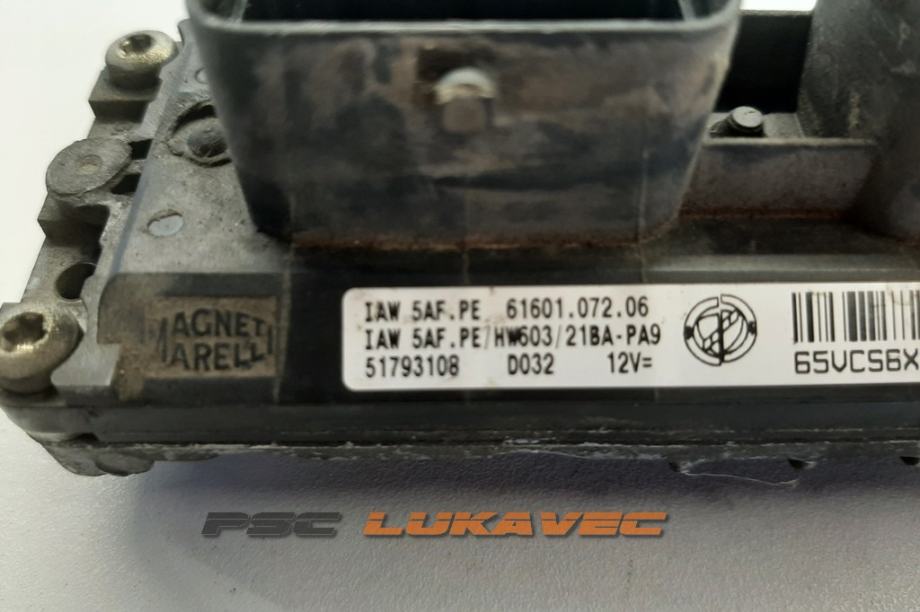 MAGNETI
MARELLI
IAW 5AF.PE 61601.072.06
IAW 5AF.PE/HW603/21BA-PA9
51793108 D032 12V=
65VCS6X
PSC LUKAVEC